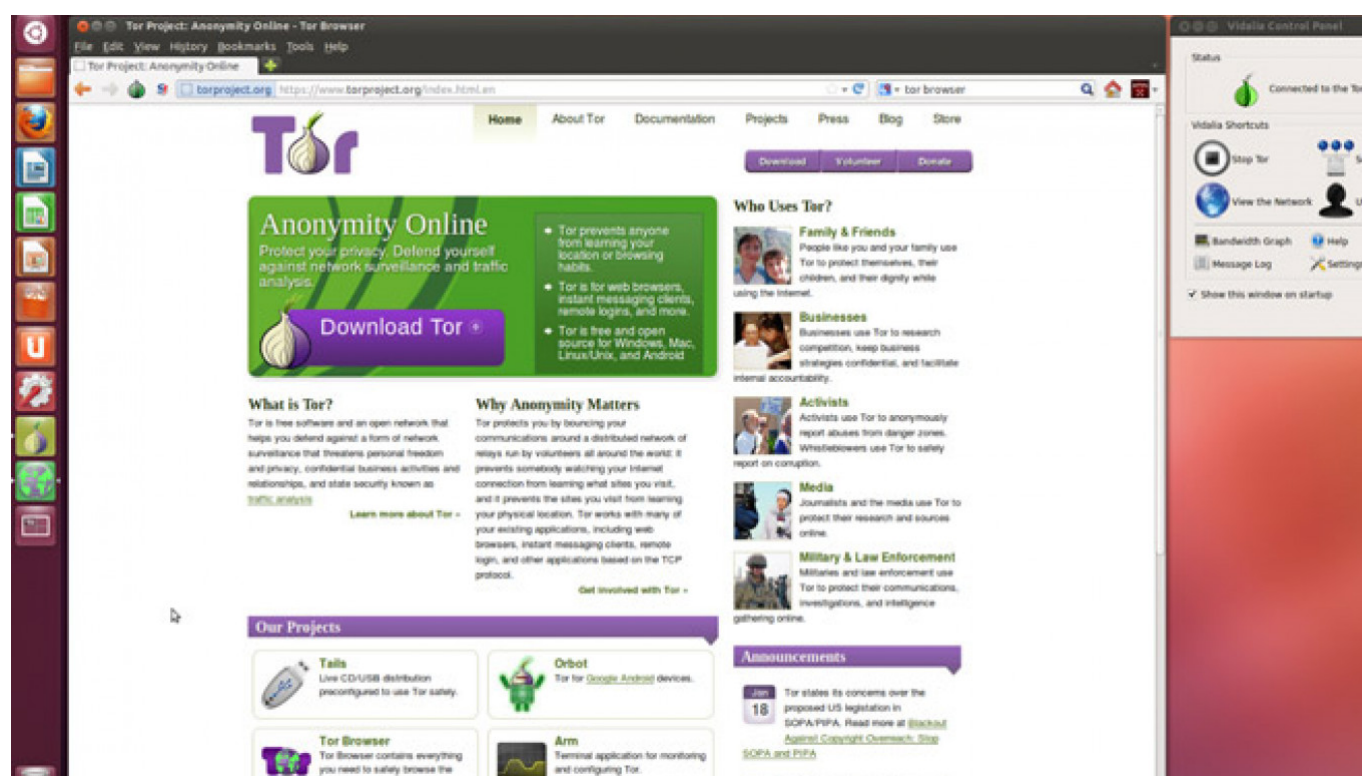 Tor Project: Anonymity Online - Tor Browser
File Edit View History Bookmarks Tools Help
Tor Project: Anonymity Online
torproject.org https://www.torproject.org/index.html.en
tor browser
Tor
Home About Tor Documentation Projects Press Blog Store
Download Volunteer Donate
Anonymity Online
Protect your privacy. Defend yourself
against network surveillance and traffic
analysis.
Download Tor
Tor prevents anyone
from learning your
location or browsing
habits.
Tor is for web browsers,
instant messaging clients,
remote logins, and more.
Tor is free and open
source for Windows, Mac,
Linux/Unix, and Android
What is Tor?
Tor is free software and an open network that
helps you defend against a form of network
surveillance that threatens personal freedom
and privacy, confidential business activities and
relationships, and state security known as
traffic analysis
Learn more about Tor »
Why Anonymity Matters
Tor protects you by bouncing your
communications around a distributed network of
relays run by volunteers all around the world: it
prevents somebody watching your Internet
connection from learning what sites you visit,
and it prevents the sites you visit from learning
your physical location. Tor works with many of
your existing applications, including web
browsers, instant messaging clients, remote
login, and other applications based on the TCP
protocol.
Get involved with Tor »
Who Uses Tor?
Family & Friends
People like you and your family use
Tor to protect themselves, their
children, and their dignity while
using the Internet.
Businesses
Businesses use Tor to research
competition, keep business
strategies confidential, and facilitate
internal accountability.
Activists
Activists use Tor to anonymously
report abuses from danger zones.
Whistleblowers use Tor to safely
report on corruption.
Media
Journalists and the media use Tor to
protect their research and sources
online.
Military & Law Enforcement
Militaries and law enforcement use
Tor to protect their communications,
investigations, and intelligence
gathering online.
Our Projects
Tails
Live CD/USB distribution
preconfigured to use Tor safely.
Orbot
Tor for Google Android devices.
Tor Browser
Tor Browser contains everything
you need to safely browse the
Arm
Terminal application for monitoring
and configuring Tor.
Announcements
Jan
18
Tor states its concerns over the
proposed US legistation in
SOPA/PIPA. Read more at Blackout
Against Copyright Overreach: Stop
SOPA and PIPA
Vidalia Control Panel
Status
Connected to the Tor
Vidalia Shortcuts
Stop Tor
S
View the Network
U
Bandwidth Graph
Help
Message Log
Settings
Show this window on startup